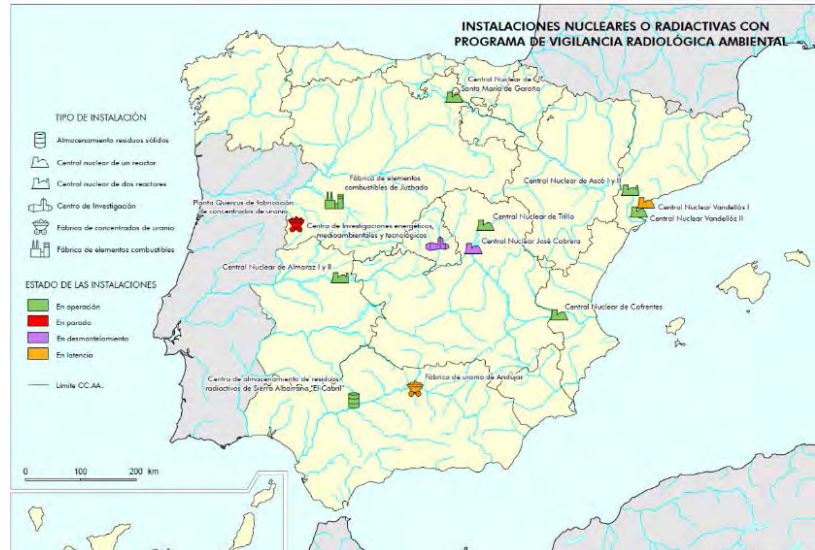 INSTALACIONES NUCLEARES O RADIACTIVAS CON
PROGRAMA DE VIGILANCIA RADIOLÓGICA AMBIENTAL
TIPO DE INSTALACIÓN
Almacenamiento residuos sólidos
Central nuclear de un reactor
Central nuclear de dos reactores
Centro de Investigación
Fábrica de concentrados de uranio
Fábrica de elementos combustibles
ESTADO DE LAS INSTALACIONES
En operación
En parada
En desmantelamiento
En latencia
Límite CC.AA.
0 100 200 km
Central Nuclear de
Santa María de Garoña
Fábrica de elementos
combustibles de Juzbado
Planta Quercus de fabricación
de concentrados de uranio
Centro de Investigaciones energéticas,
medioambientales y tecnológicas
Central Nuclear de Ascó I y II
Central Nuclear Vandellós I
Central Nuclear Vandellós II
Central Nuclear de Trillo
Central Nuclear José Cabrera
Central Nuclear de Almaraz I y II
Central Nuclear de Cofrentes
Centro de almacenamiento de residuos
radiactivos de Sierra Albarrana "El Cabril"
Fábrica de uranio de Andújar